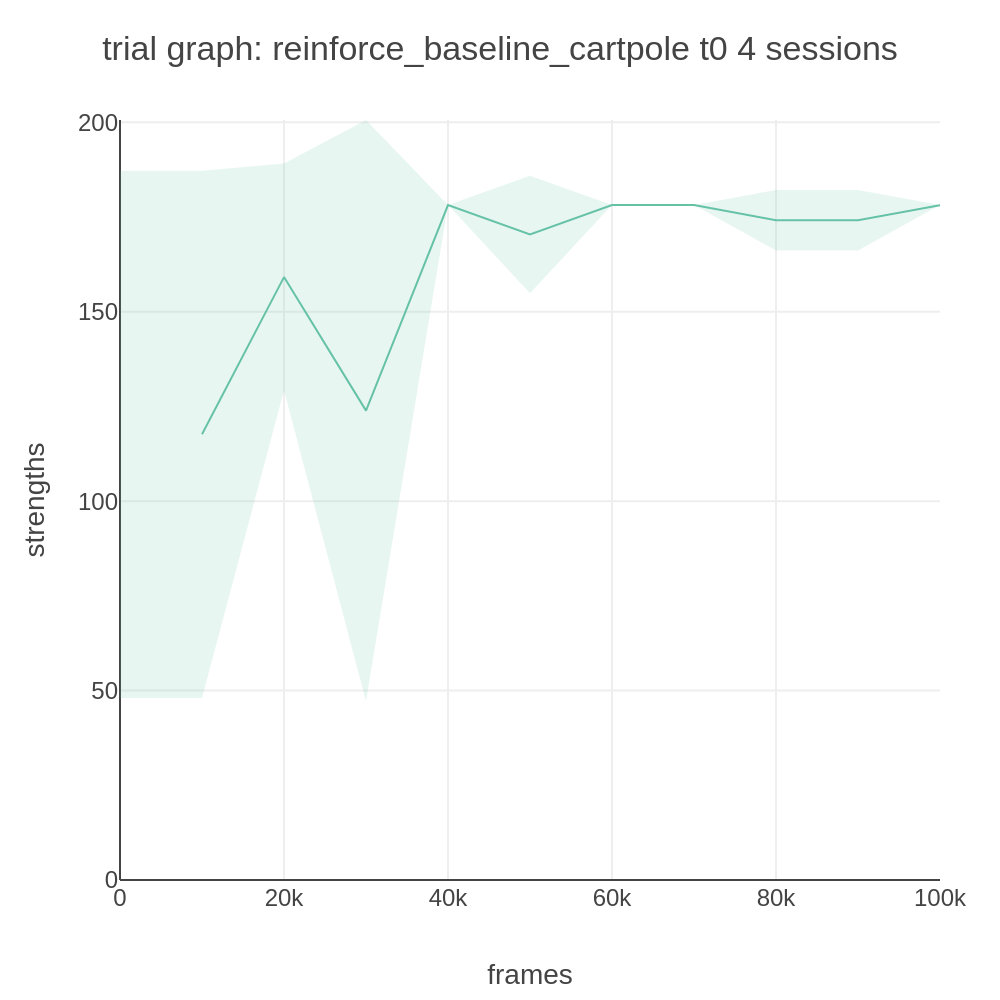 trial graph: reinforce_baseline_cartpole t0 4 sessions
200
150
100
50
0
strengths
0 20k 40k 60k 80k 100k
frames